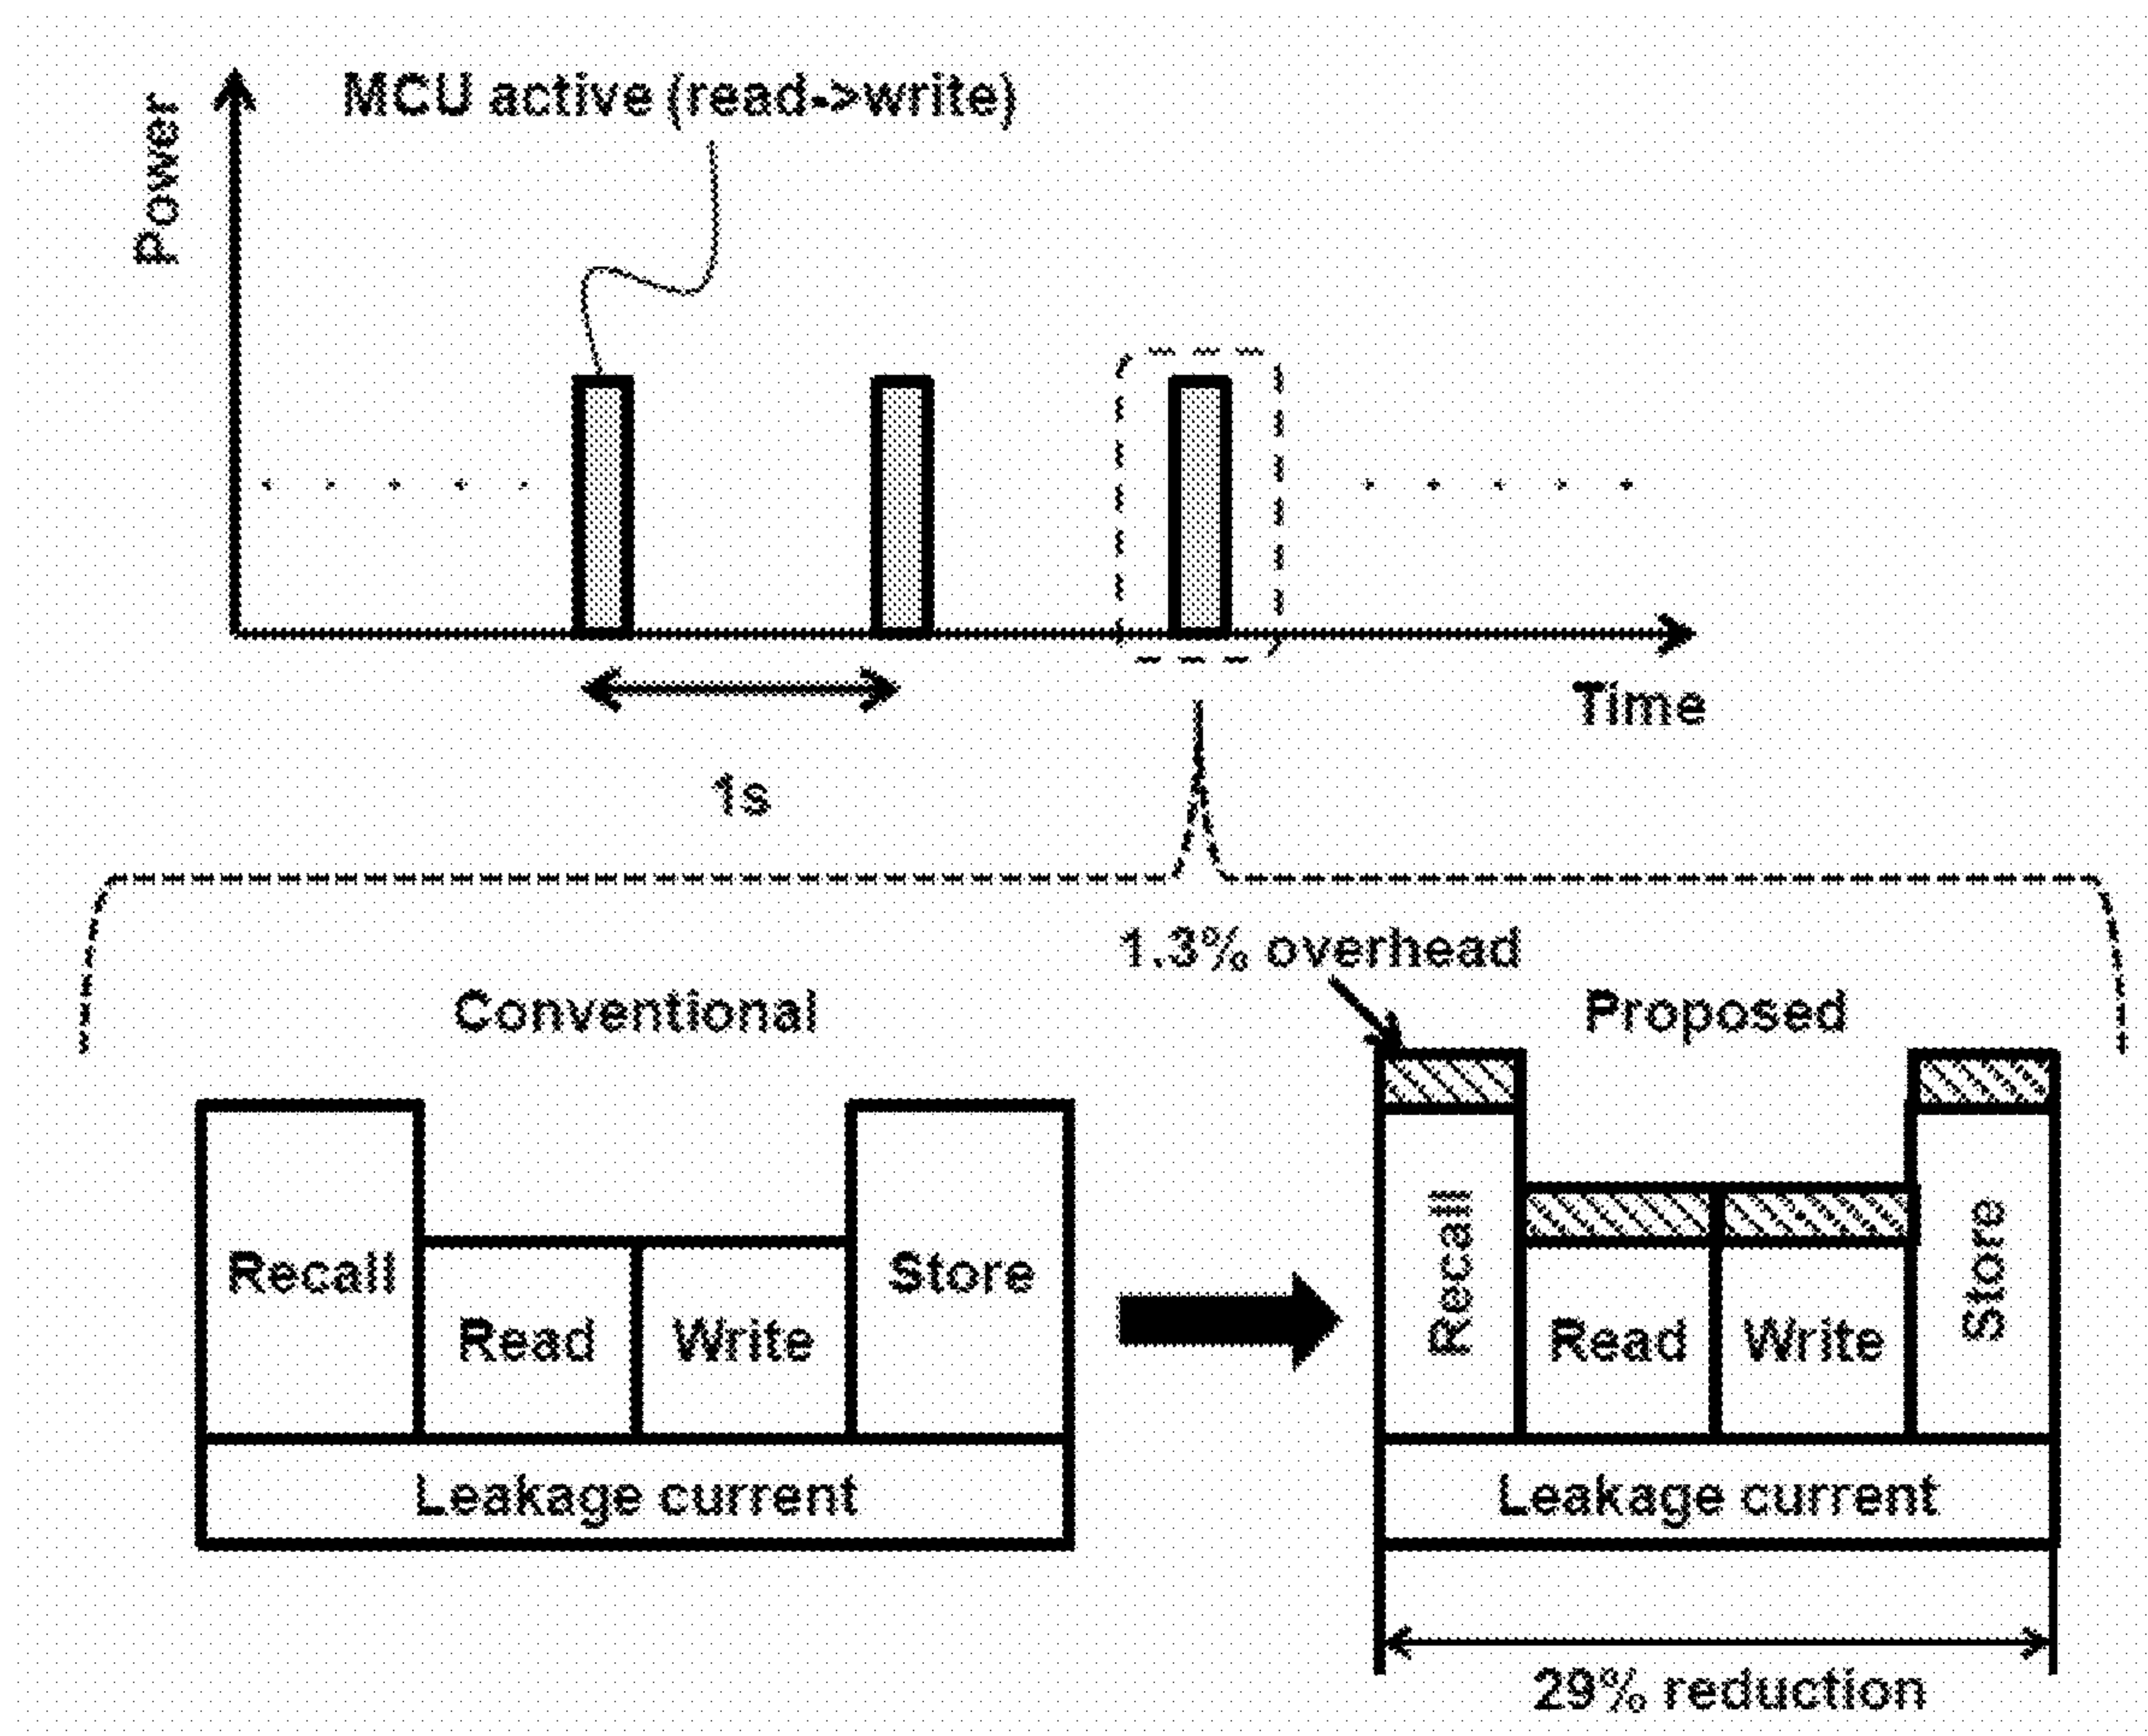 MCU active (read->write)
Power
Time
1s
1.3% overhead
Conventional
Proposed
Recall
Read
Write
Store
Leakage current
Recall
Read
Write
Store
Leakage current
29% reduction